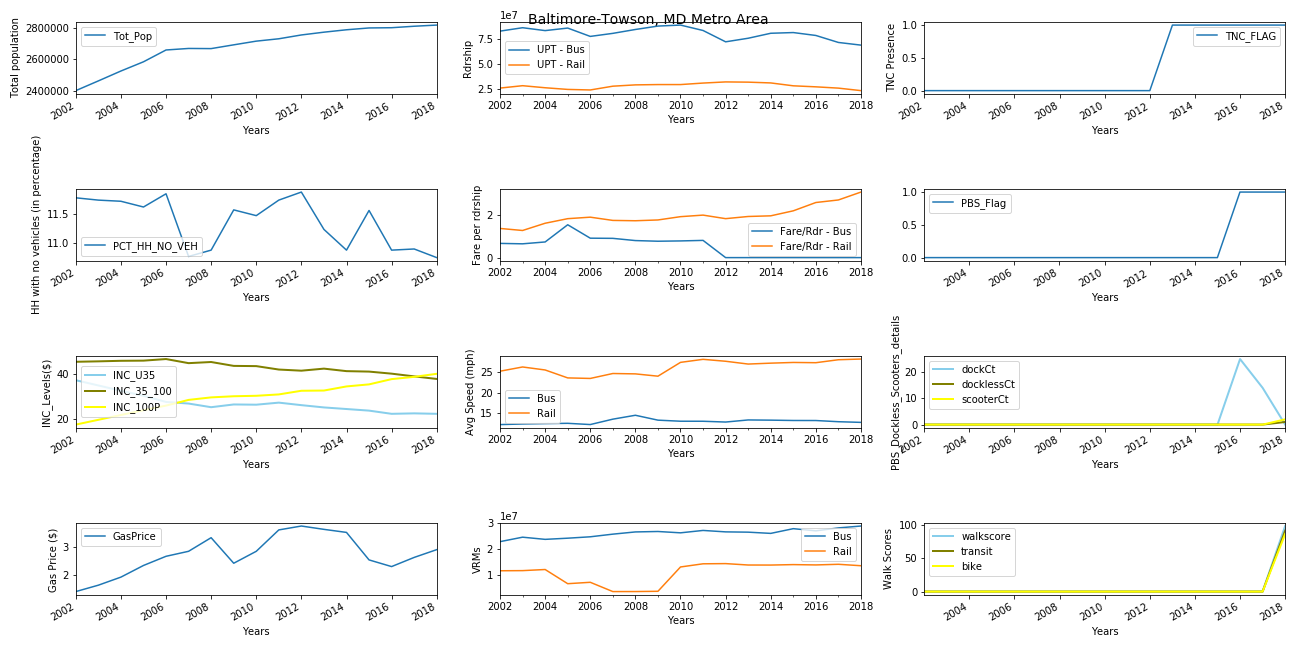 Baltimore-Towson, MD Metro Area
Total population
2800000
2600000
2400000
Tot_Pop
2002 2004 2006 2008 2010 2012 2014 2016 2018
Years
1e7
Rdrship
7.5
5.0
2.5
UPT - Bus
UPT - Rail
2002 2004 2006 2008 2010 2012 2014 2016 2018
Years
TNC Presence
1.0
0.5
0.0
TNC_FLAG
2002 2004 2006 2008 2010 2012 2014 2016 2018
Years
HH with no vehicles (in percentage)
11.5
11.0
PCT_HH_NO_VEH
2002 2004 2006 2008 2010 2012 2014 2016 2018
Years
Fare per rdrship
2
0
Fare/Rdr - Bus
Fare/Rdr - Rail
2002 2004 2006 2008 2010 2012 2014 2016 2018
Years
1.0
0.5
0.0
PBS_Flag
2004 2006 2008 2010 2012 2014 2016 2018
Years
INC_Levels($)
40
20
INC_U35
INC_35_100
INC_100P
2002 2004 2006 2008 2010 2012 2014 2016 2018
Years
Avg Speed (mph)
25
20
15
Bus
Rail
2002 2004 2006 2008 2010 2012 2014 2016 2018
Years
PBS_Dockless_Scooters_details
20
10
0
dockCt
docklessCt
scooterCt
2002 2004 2006 2008 2010 2012 2014 2016 2018
Years
Gas Price ($)
3
2
GasPrice
2002 2004 2006 2008 2010 2012 2014 2016 2018
Years
1e7
VRMs
3
2
1
Bus
Rail
2002 2004 2006 2008 2010 2012 2014 2016 2018
Years
Walk Scores
100
50
0
walkscore
transit
bike
2004 2006 2008 2010 2012 2014 2016 2018
Years